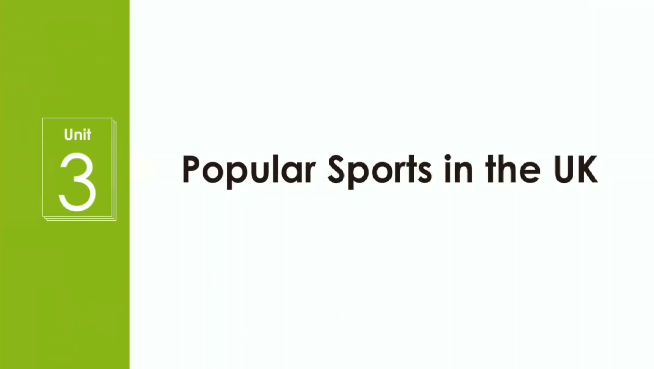 Unit
3
Popular Sports in the UK